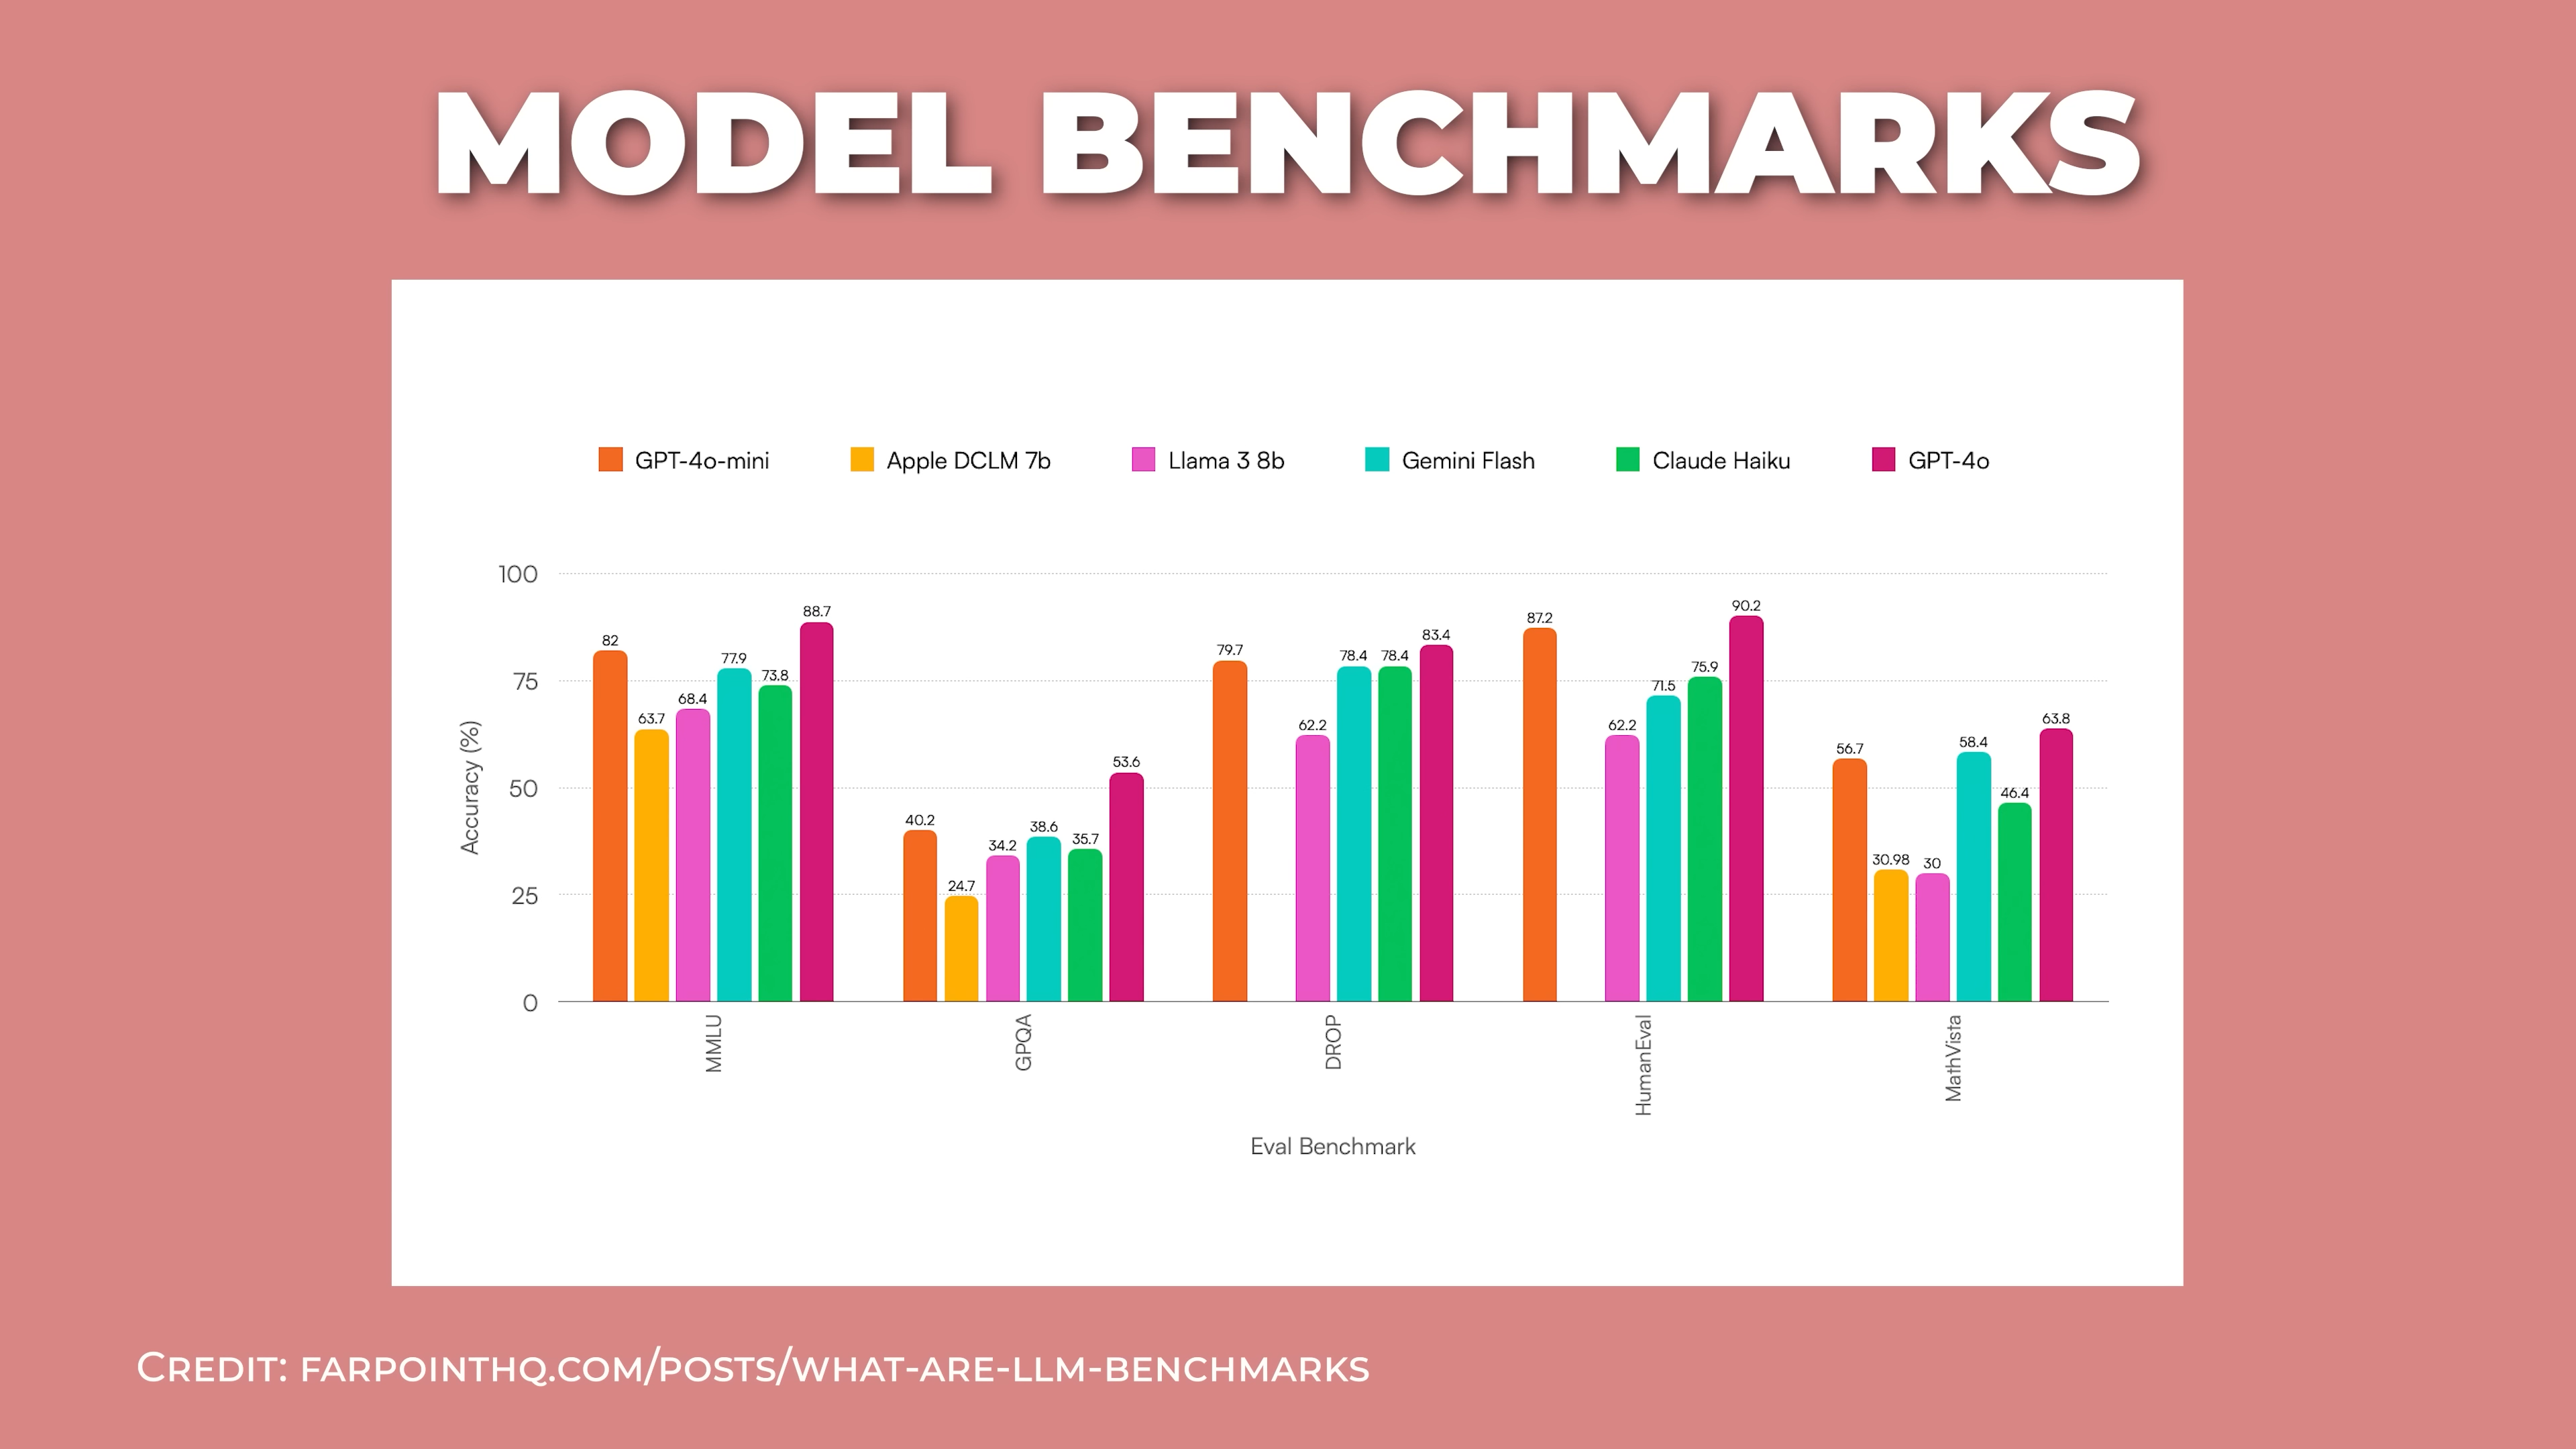 MODEL BENCHMARKS
GPT-4o-mini Apple DCLM 7b Llama 3 8b Gemini Flash Claude Haiku GPT-4o
Accuracy (%)
100
75
50
25
0
82 63.7 68.4 77.9 73.8 88.7
40.2 24.7 34.2 38.6 35.7 53.6
79.7 62.2 78.4 78.4 83.4
87.2 62.2 71.5 75.9 90.2
56.7 30.98 30 58.4 46.4 63.8
MMLU
GPQA
DROP
HumanEval
MathVista
Eval Benchmark
CREDIT: FARPOINTHQ.COM/POSTS/WHAT-ARE-LLM-BENCHMARKS